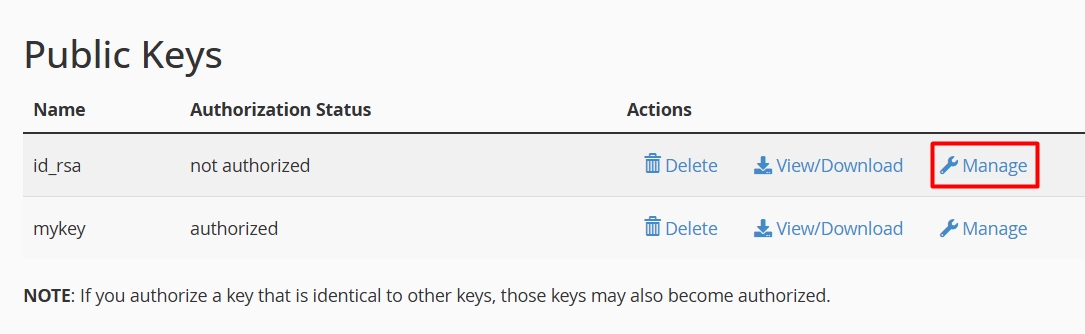 Public Keys
Name Authorization Status Actions
id_rsa not authorized Delete View/Download Manage
mykey authorized Delete View/Download Manage
NOTE: If you authorize a key that is identical to other keys, those keys may also become authorized.